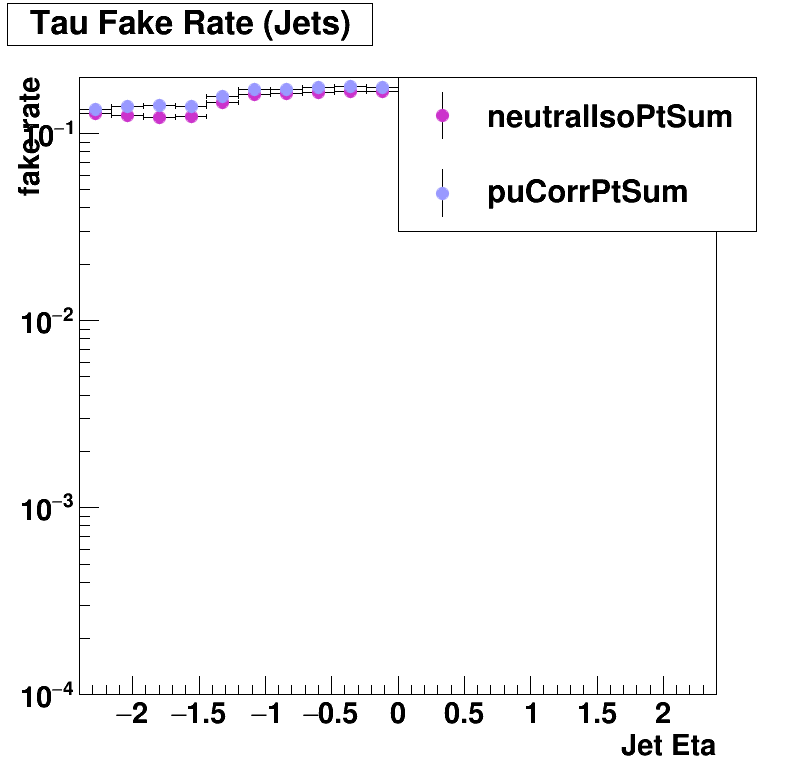 Tau Fake Rate (Jets)
fake rate
neutralIsoPtSum
puCorrPtSum
10⁻¹
10⁻²
10⁻³
10⁻⁴
−2 −1.5 −1 −0.5 0 0.5 1 1.5 2
Jet Eta